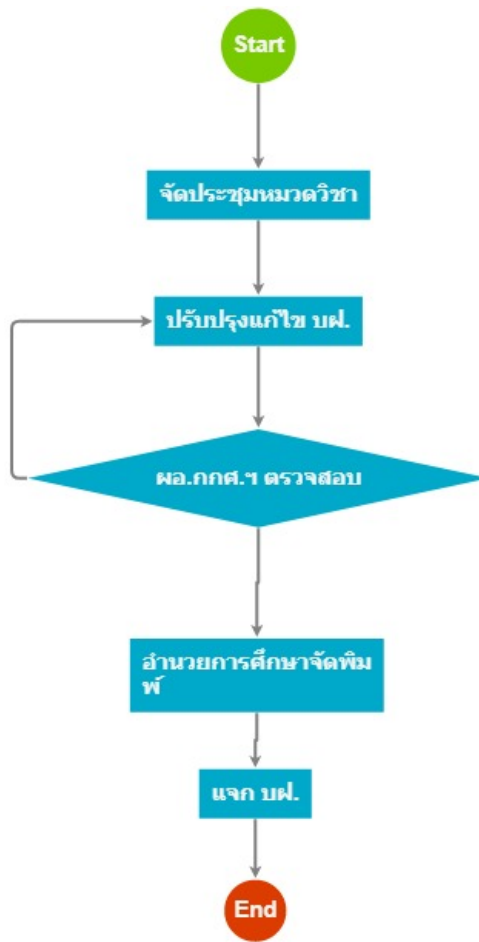 Start
จัดประชุมหมวดวิชา
ปรับปรุงแก้ไข บฝ.
ผอ.กกศ.ฯ ตรวจสอบ
อำนวยการศึกษาจัดพิม
พ์
แจก บฝ.
End